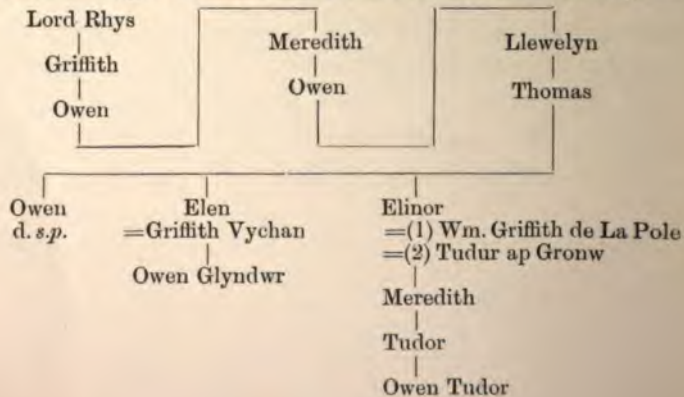 Lord Rhys
Griffith
Owen
Meredith
Owen
Llewelyn
Thomas
Owen
d. s.p.
Elen
=Griffith Vychan
Owen Glyndwr
Elinor
=(1) Wm. Griffith de La Pole
=(2) Tudur ap Gronw
Meredith
Tudor
Owen Tudor